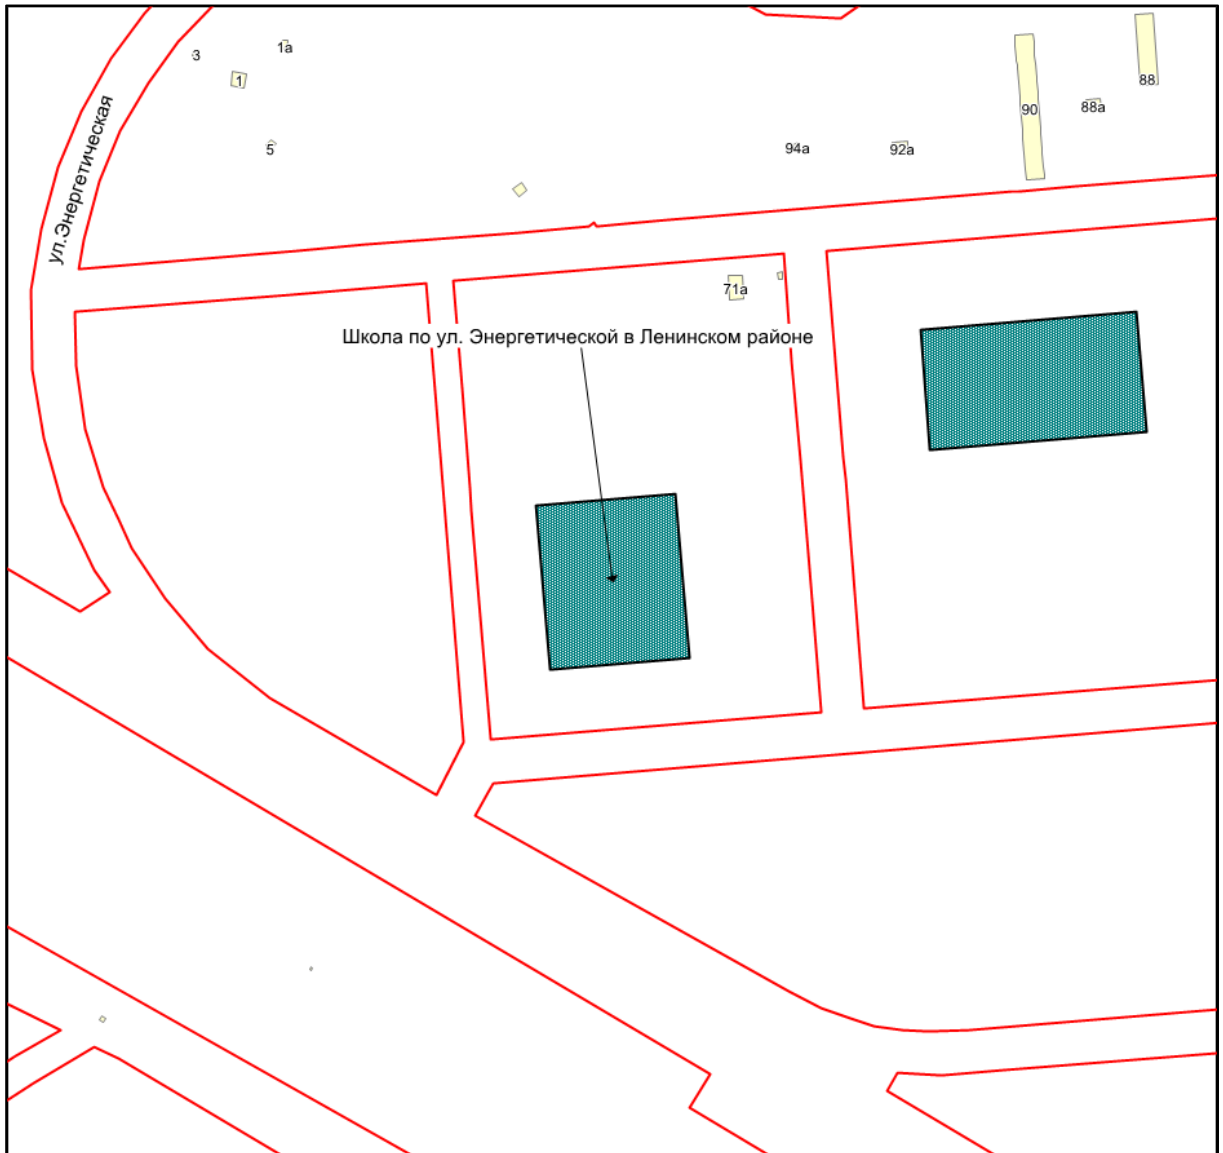 1а
3
1
88
88а
90
5
94а
92а
ул.Энергетическая
71а
Школа по ул. Энергетической в Ленинском районе